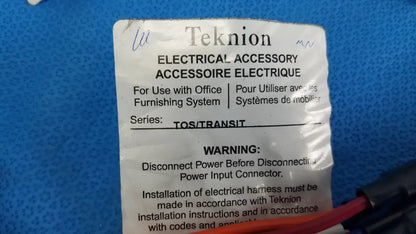 Teknion
ELECTRICAL ACCESSORY
ACCESSOIRE ELECTRIQUE
For Use with Office
Furnishing System
Pour Utiliser avec les
Systèmes de mobilier
Series: TOS/TRANSIT
WARNING:
Disconnect Power Before Disconnecting
Power Input Connector.
Installation of electrical harness must be
made in accordance with Teknion
installation instructions and in accordance
with codes and